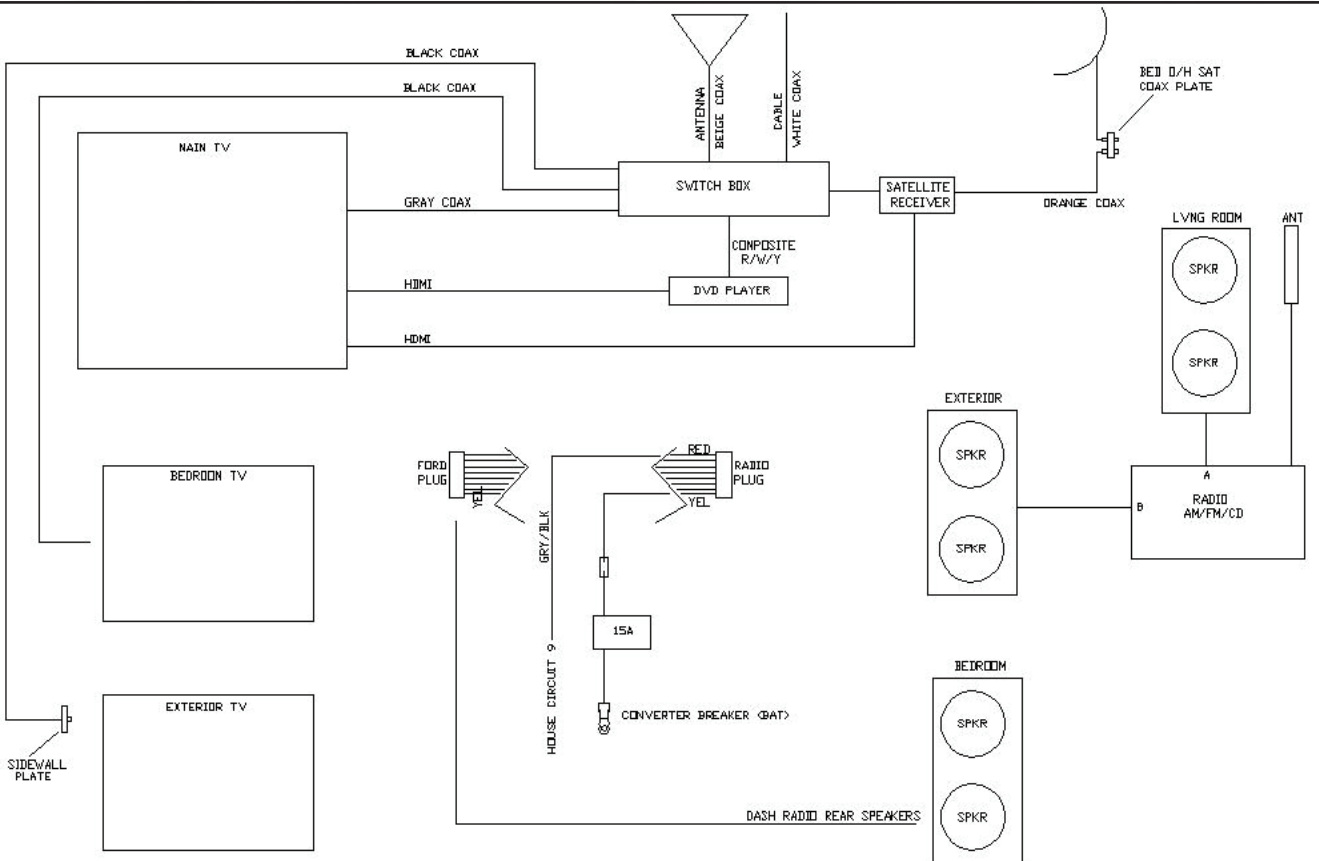 BLACK COAX
BLACK COAX
NAIN TV
ANTENNA
BEIGE COAX
CABLE
WHITE COAX
BED O/H SAT
COAX PLATE
SWITCH BOX
SATELLITE
RECEIVER
GRAY COAX
ORANGE COAX
CONPOSITE
R/W/Y
HDMI
DVD PLAYER
HDMI
LVNG ROOM
ANT
SPKR
SPKR
EXTERIOR
SPKR
SPKR
A
B
RADIO
AM/FM/CD
FORD
PLUG
YEL
RED
RADIO
PLUG
YEL
GRY/BLK
HOUSE CIRCUIT 9
15A
CONVERTER BREAKER (BAT)
BEDROON TV
EXTERIOR TV
SIDEWALL
PLATE
BEDROOM
SPKR
SPKR
DASH RADIO REAR SPEAKERS